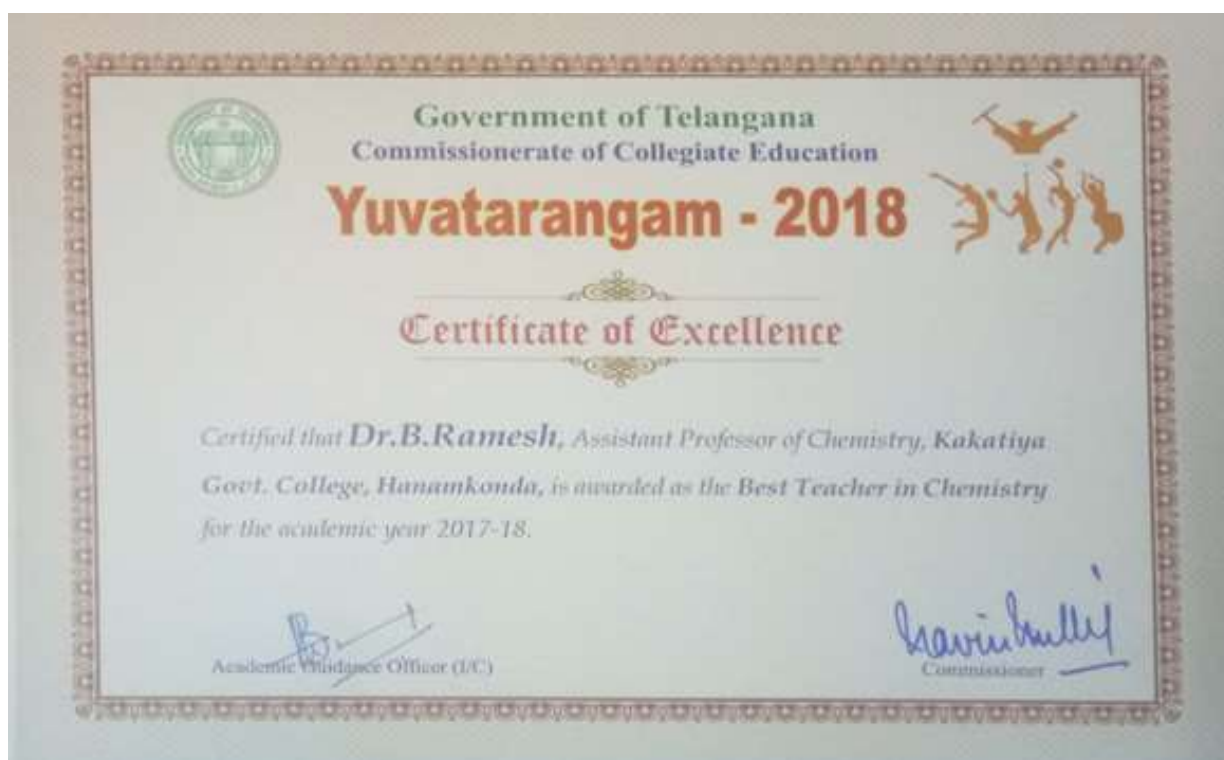 Government of Telangana
Commissionerate of Collegiate Education
Yuvatarangam - 2018
Certificate of Excellence
Certified that Dr.B.Ramesh, Assistant Professor of Chemistry, Kakatiya
Govt. College, Hanamkonda, is awarded as the Best Teacher in Chemistry
for the academic year 2017-18.
Academic Guidance Officer (I/C)
Commissioner